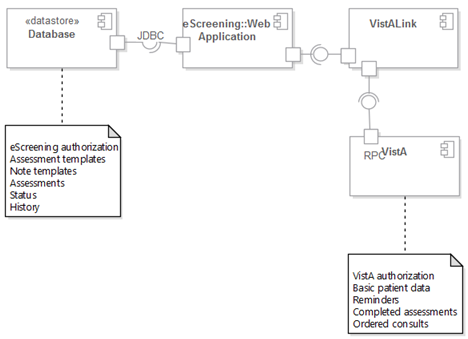 «datastore»
Database
JDBC
eScreening::Web
Application
VistALink
RPC
VistA
eScreening authorization
Assessment templates
Note templates
Assessments
Status
History
VistA authorization
Basic patient data
Reminders
Completed assessments
Ordered consults